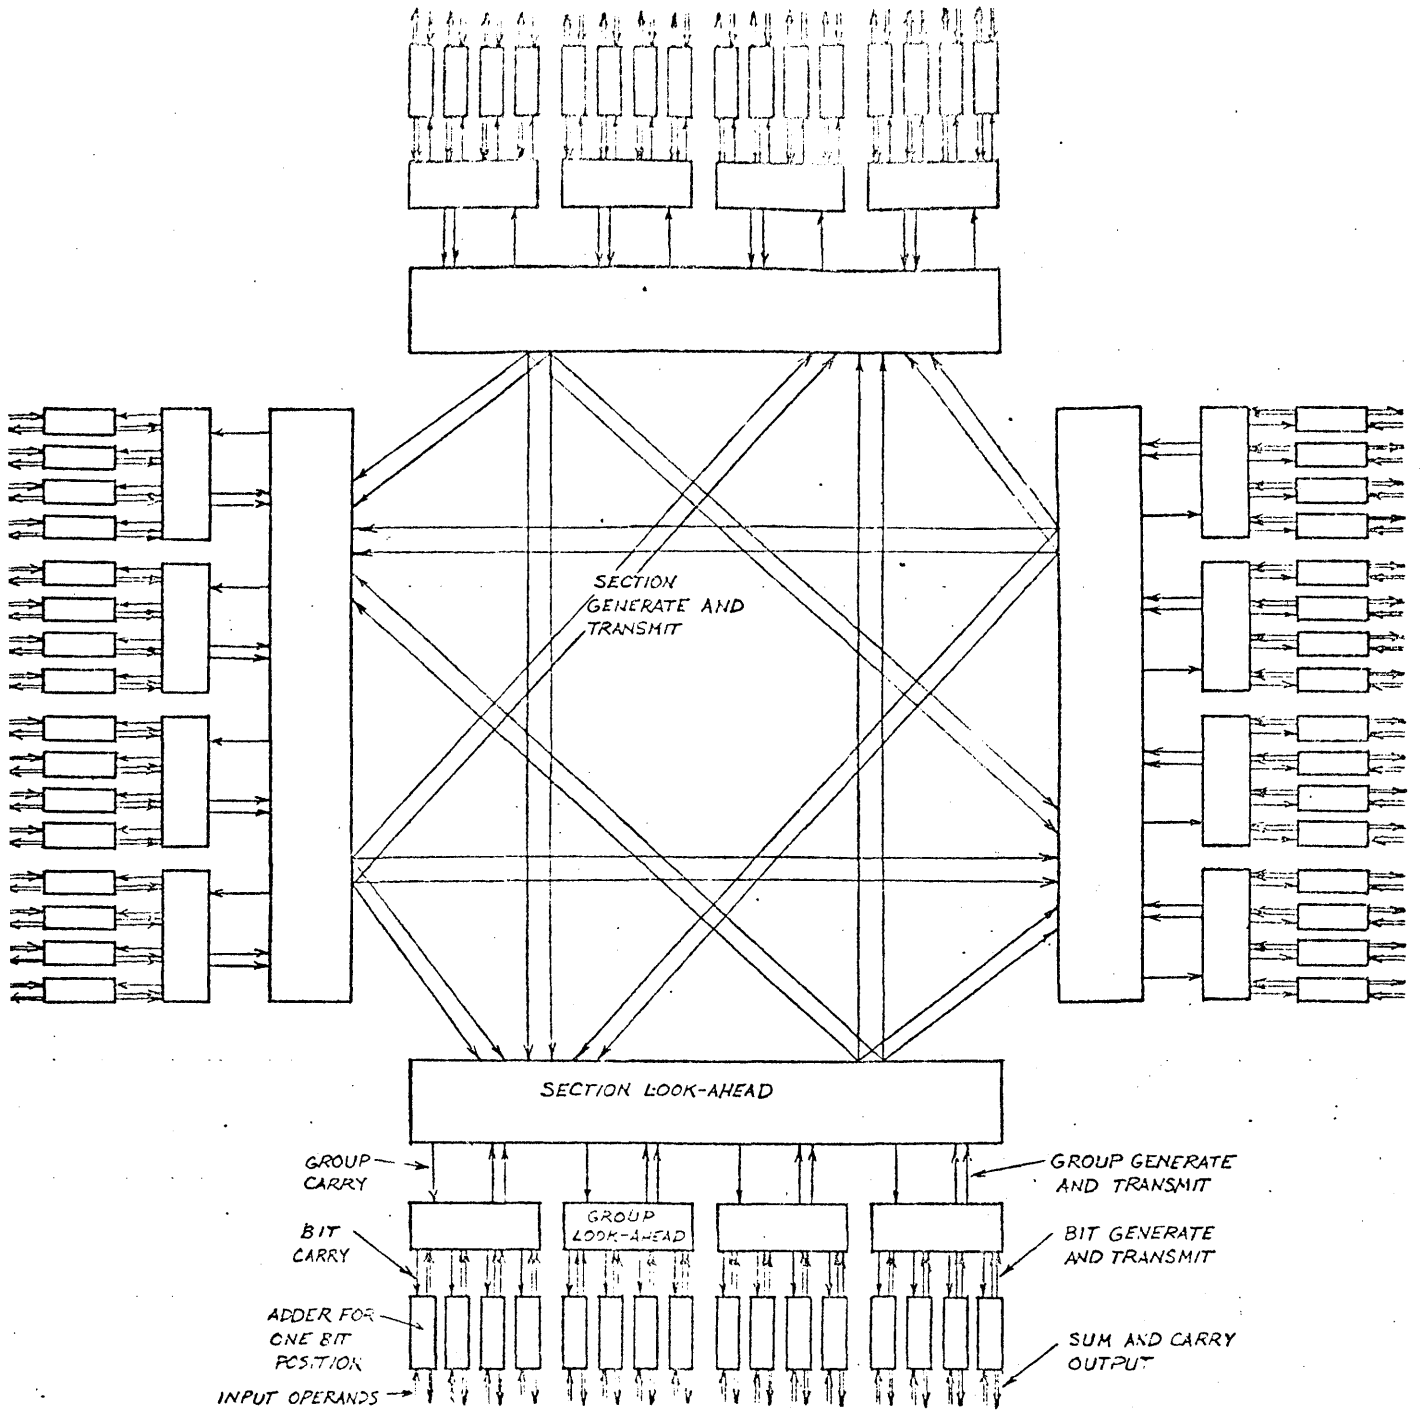 SECTION
GENERATE AND
TRANSMIT
SECTION LOOK-AHEAD
GROUP
CARRY
GROUP GENERATE
AND TRANSMIT
GROUP
LOOK-AHEAD
BIT
CARRY
BIT GENERATE
AND TRANSMIT
ADDER FOR
ONE BIT
POSITION
SUM AND CARRY
OUTPUT
INPUT OPERANDS